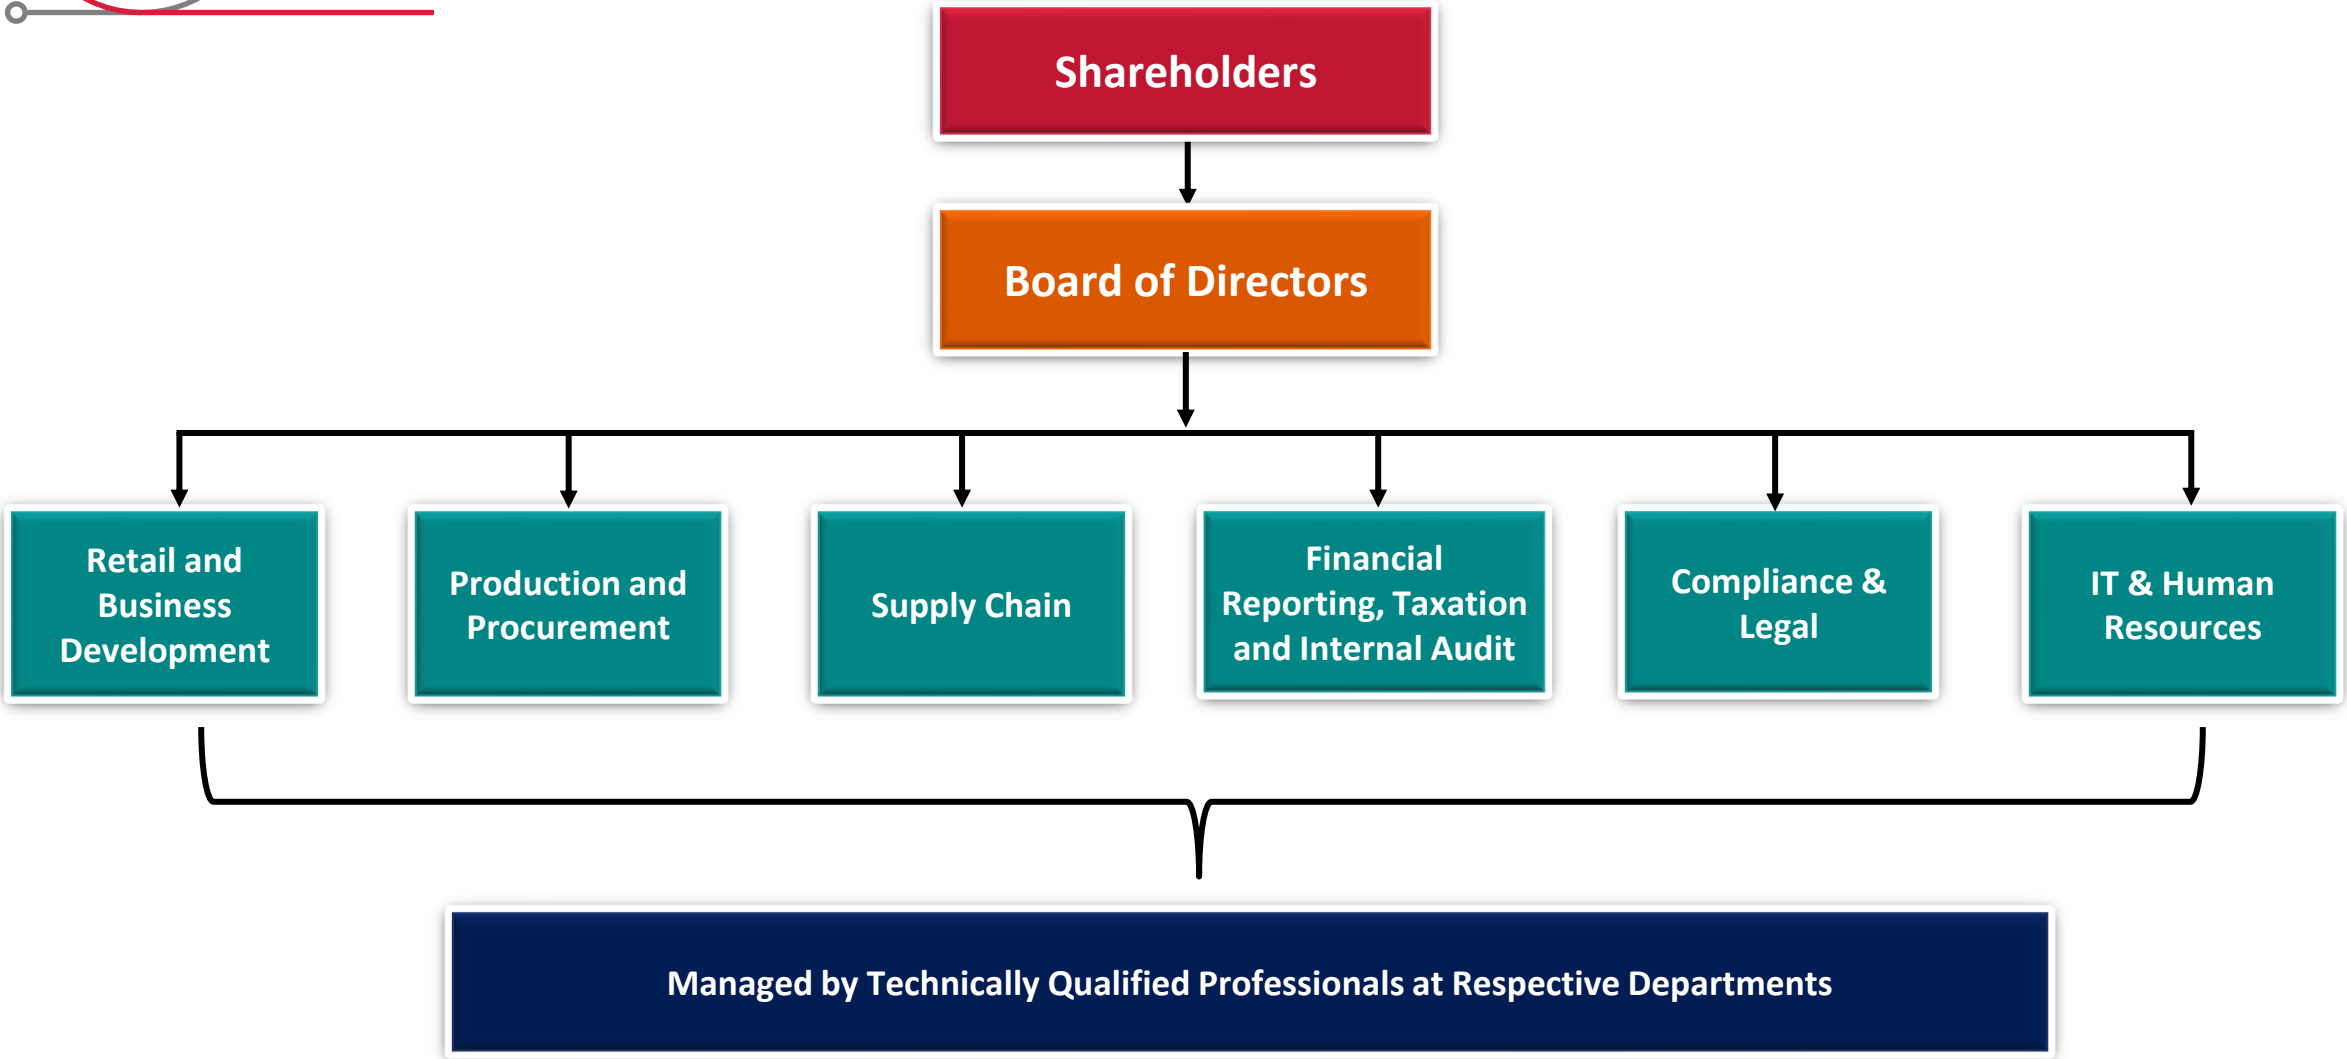 Shareholders
Board of Directors
Retail and
Business
Development
Production and
Procurement
Supply Chain
Financial
Reporting, Taxation
and Internal Audit
Compliance &
Legal
IT & Human
Resources
Managed by Technically Qualified Professionals at Respective Departments